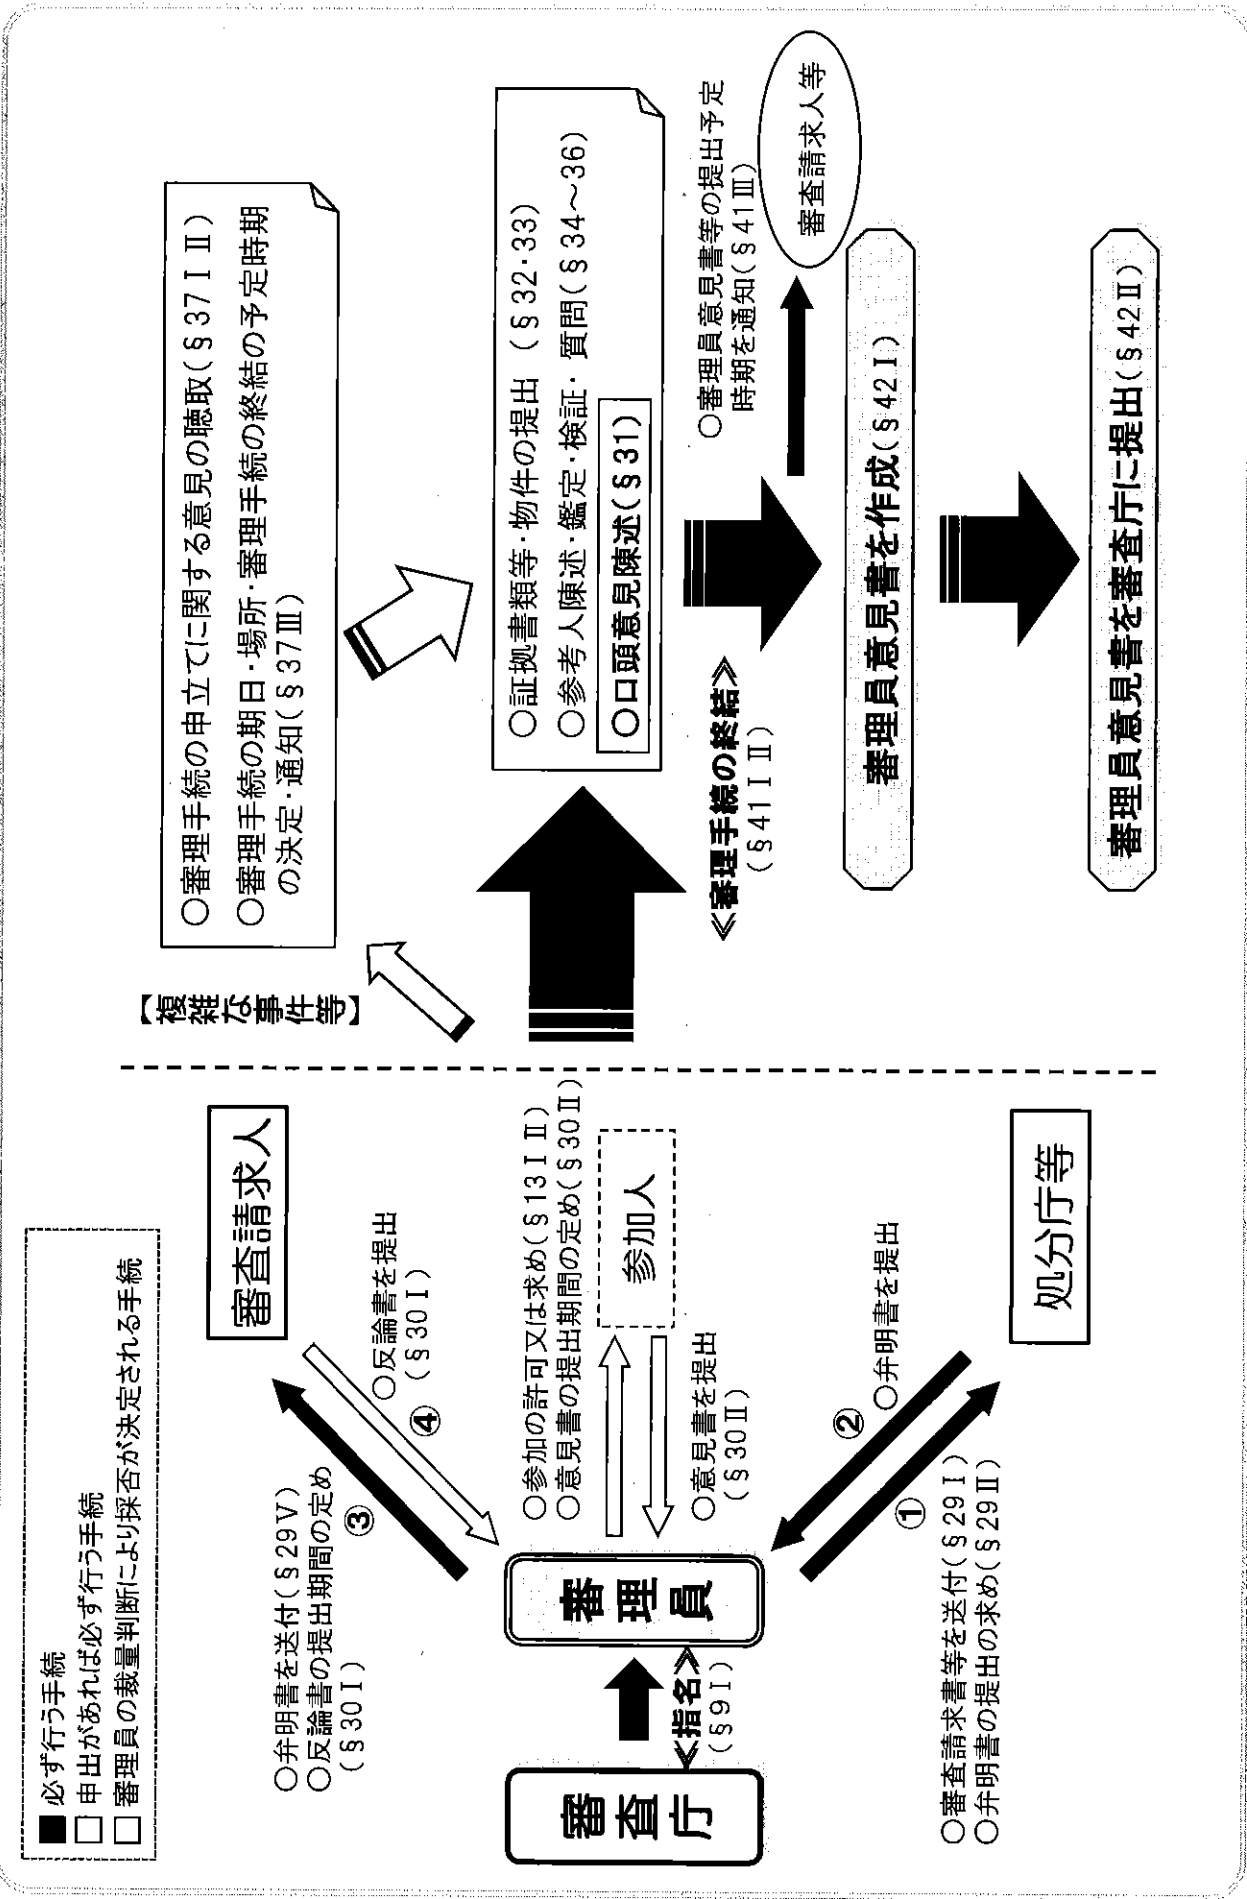 ■ 必ず行う手続
□ 申出があれば必ず行う手続
□ 審理員の裁量判断により採否が決定される手続
審査庁
≪指名≫
(§9Ⅰ)
審理員
○審査請求書等を送付(§29Ⅰ)
○弁明書の提出の求め(§29Ⅱ)
①
②
○弁明書を提出
処分庁等
○弁明書を送付(§29Ⅴ)
○反論書の提出期間の定め
(§30Ⅰ)
③
④
○反論書を提出
(§30Ⅰ)
審査請求人
○参加の許可又は求め(§13ⅠⅡ)
○意見書の提出期間の定め(§30Ⅱ)
参加人
○意見書を提出
(§30Ⅱ)
【複雑な事件等】
○審理手続の申立てに関する意見の聴取(§37ⅠⅡ)
○審理手続の期日・場所・審理手続の終結の予定時期
の決定・通知(§37Ⅲ)
○証拠書類等・物件の提出 (§32・33)
○参考人陳述・鑑定・検証・質問(§34～36)
○口頭意見陳述(§31)
≪審理手続の終結≫
(§41ⅠⅡ)
○審理員意見書等の提出予定
時期を通知(§41Ⅲ)
審査請求人等
審理員意見書を作成(§42Ⅰ)
審理員意見書を審査庁に提出(§42Ⅱ)